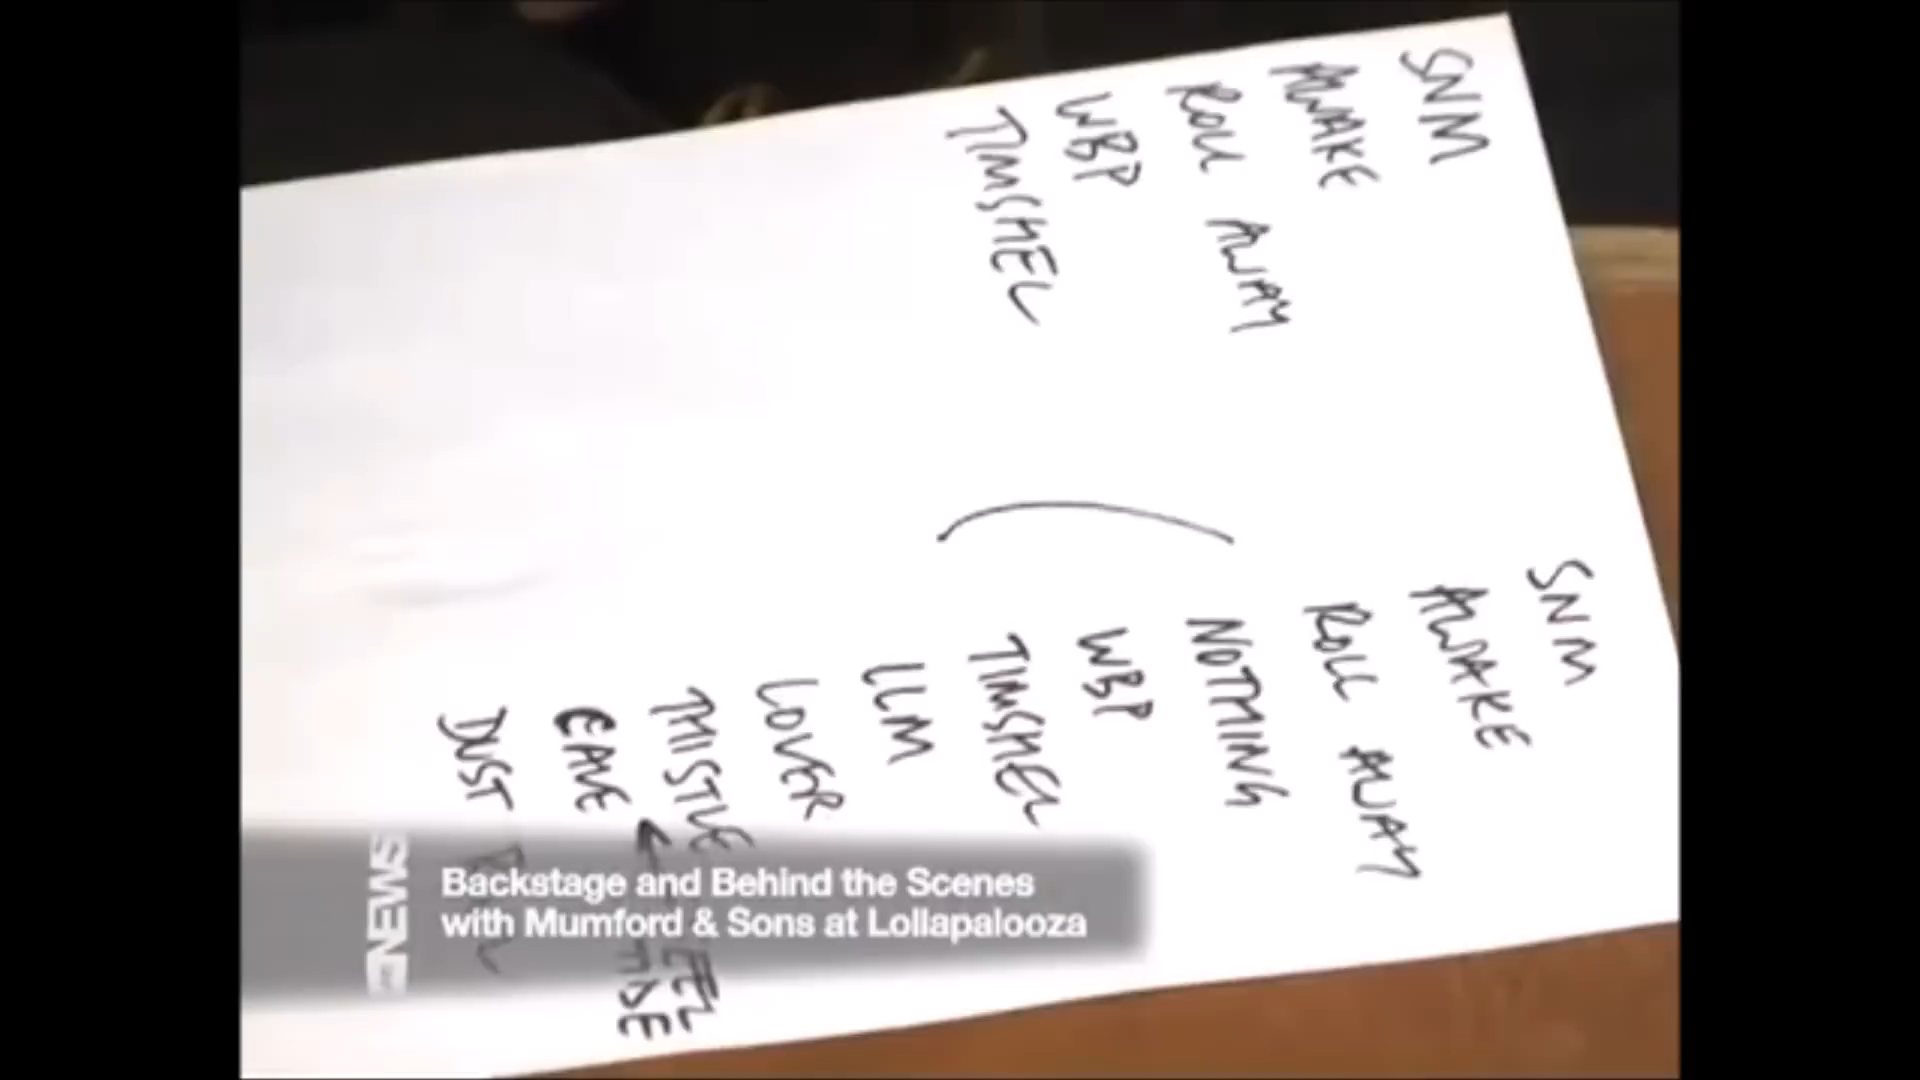 SNM
AWAKE
ROLL AWAY
WBP
TIMSHEL
SNM
AWAKE
ROLL AWAY
NOTHING
WBP
TIMSHEL
LLM
LOVER
THISTLE
CAVE
DUST
NEWS
Backstage and Behind the Scenes
with Mumford & Sons at Lollapalooza